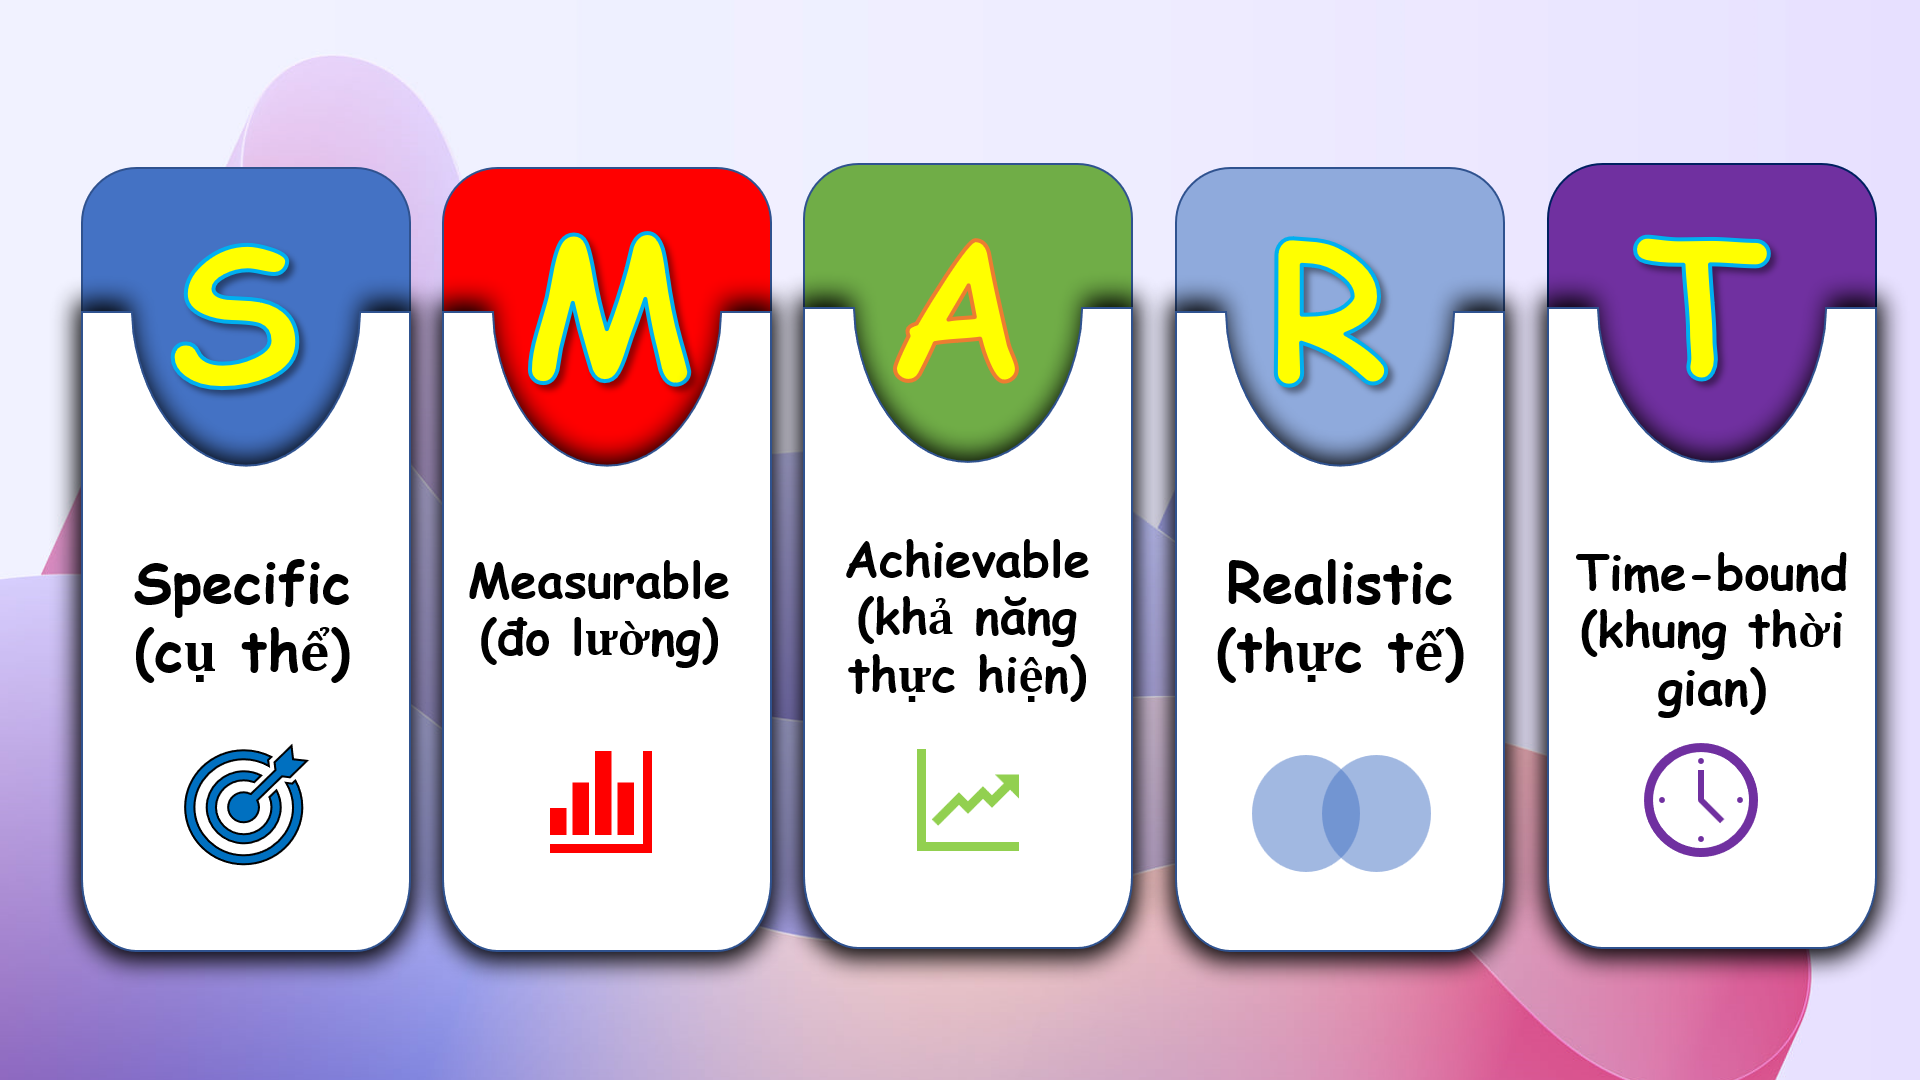 S
Specific
(cụ thể)
M
Measurable
(đo lường)
A
Achievable
(khả năng
thực hiện)
R
Realistic
(thực tế)
T
Time-bound
(khung thời
gian)